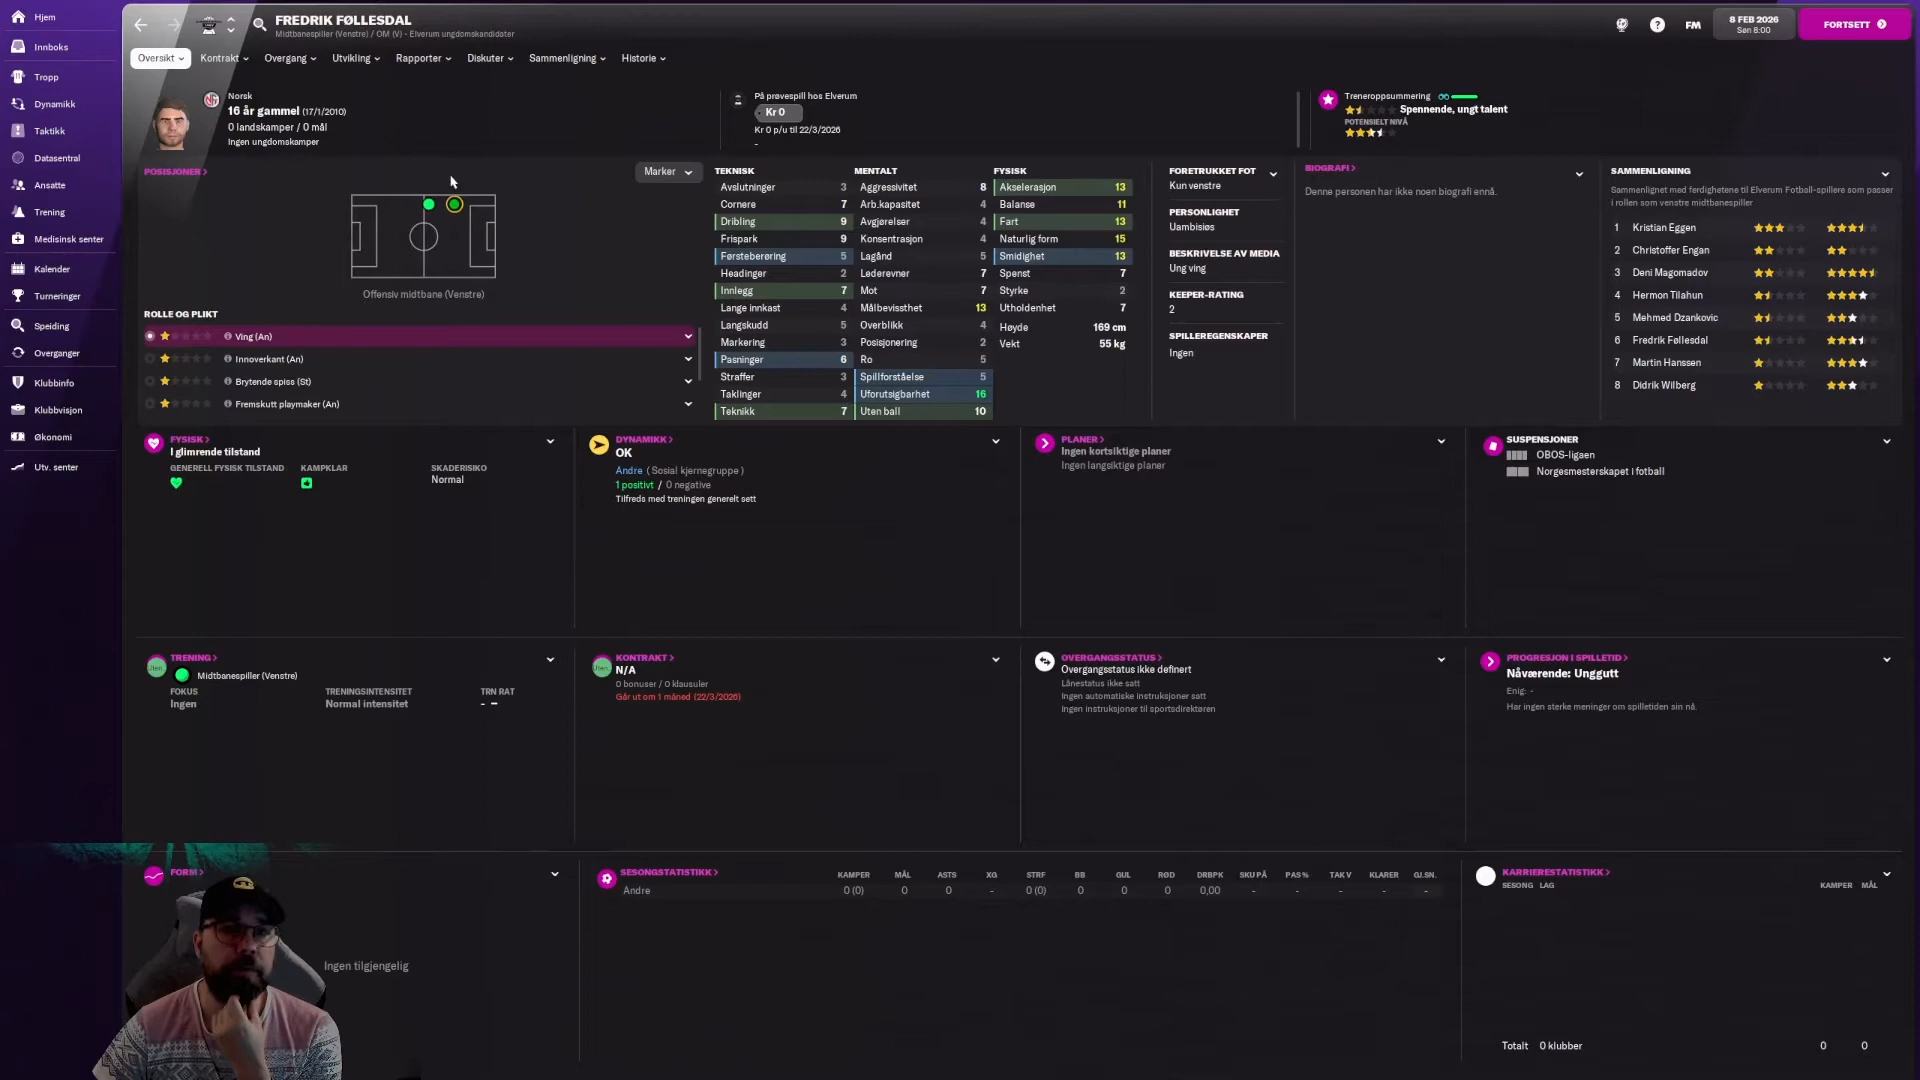 Hjem
Innboks
Tropp
Dynamikk
Taktikk
Datasentral
Ansatte
Trening
Medisinsk senter
Kalender
Turneringer
Speiding
Overganger
Klubbinfo
Klubbvisjon
Økonomi
Utv. senter
FREDRIK FØLLESDAL
Midtbanespiller (Venstre) / OM (V) - Elverum ungdomskandidater
FM
8 FEB 2026
Søn 8:00
FORTSETT
Oversikt Kontrakt Overgang Utvikling Rapporter Diskuter Sammenligning Historie
Norsk
16 år gammel (17/1/2010)
0 landskamper / 0 mål
Ingen ungdomskamper
På prøvespill hos Elverum
Kr 0
Kr 0 p/u til 22/3/2026
-
Treneroppsummering
Spennende, ungt talent
POTENSIELT NIVÅ
POSISJONER
Marker
Offensiv midtbane (Venstre)
ROLLE OG PLIKT
Ving (An)
Innoverkant (An)
Brytende spiss (St)
Fremskutt playmaker (An)
TEKNISK
Avslutninger 3
Cornere 7
Dribling 9
Frispark 9
Førsteberøring 5
Headinger 2
Innlegg 7
Lange innkast 4
Langskudd 5
Markering 3
Pasninger 6
Straffer 3
Taklinger 4
Teknikk 7
MENTALT
Aggressivitet 8
Arb.kapasitet 4
Avgjørelser 4
Konsentrasjon 4
Lagånd 5
Lederevner 7
Mot 7
Målbevissthet 13
Overblikk 4
Posisjonering 2
Ro 5
Spillforståelse 5
Uforutsigbarhet 16
Uten ball 10
FYSISK
Akselerasjon 13
Balanse 11
Fart 13
Naturlig form 15
Smidighet 13
Spenst 7
Styrke 2
Utholdenhet 7
Høyde 169 cm
Vekt 55 kg
FORETRUKKET FOT
Kun venstre
PERSONLIGHET
Uambisiøs
BESKRIVELSE AV MEDIA
Ung ving
KEEPER-RATING
2
SPILLEREGENSKAPER
Ingen
BIOGRAFI
Denne personen har ikke noen biografi ennå.
SAMMENLIGNING
Sammenlignet med ferdighetene til Elverum Fotball-spillere som passer
i rollen som venstre midtbanespiller
1 Kristian Eggen
2 Christoffer Engan
3 Deni Magomadov
4 Hermon Tilahun
5 Mehmed Dzankovic
6 Fredrik Føllesdal
7 Martin Hanssen
8 Didrik Wilberg
FYSISK
I glimrende tilstand
GENERELL FYSISK TILSTAND KAMPKLAR SKADERISIKO
Normal
DYNAMIKK
OK
Andre (Sosial kjernegruppe)
1 positivt / 0 negative
Tilfreds med treningen generelt sett
PLANER
Ingen kortsiktige planer
Ingen langsiktige planer
SUSPENSJONER
OBOS-ligaen
Norgesmesterskapet i fotball
TRENING
Midtbanespiller (Venstre)
FOKUS TRENINGSINTENSITET TRN RAT
Ingen Normal intensitet - -
KONTRAKT
N/A
0 bonuser / 0 klausuler
Går ut om 1 måned (22/3/2026)
OVERGANGSSTATUS
Overgangsstatus ikke definert
Lånestatus ikke satt
Ingen automatiske instruksjoner satt
Ingen instruksjoner til sportsdirektøren
PROGRESJON I SPILLETID
Nåværende: Unggutt
Enig: -
Har ingen sterke meninger om spilletiden sin nå.
FORM
Ingen tilgjengelig
SESONGSTATISTIKK KAMPER MÅL ASTS XG STRF BB GUL RØD DRBPK SKU PÅ PAS % TAK V KLARER GJ.SN.
Andre 0 (0) 0 0 - 0 (0) 0 0 0 0,00 - - - - -
KARRIERESTATISTIKK
SESONG LAG KAMPER MÅL
Totalt 0 klubber 0 0